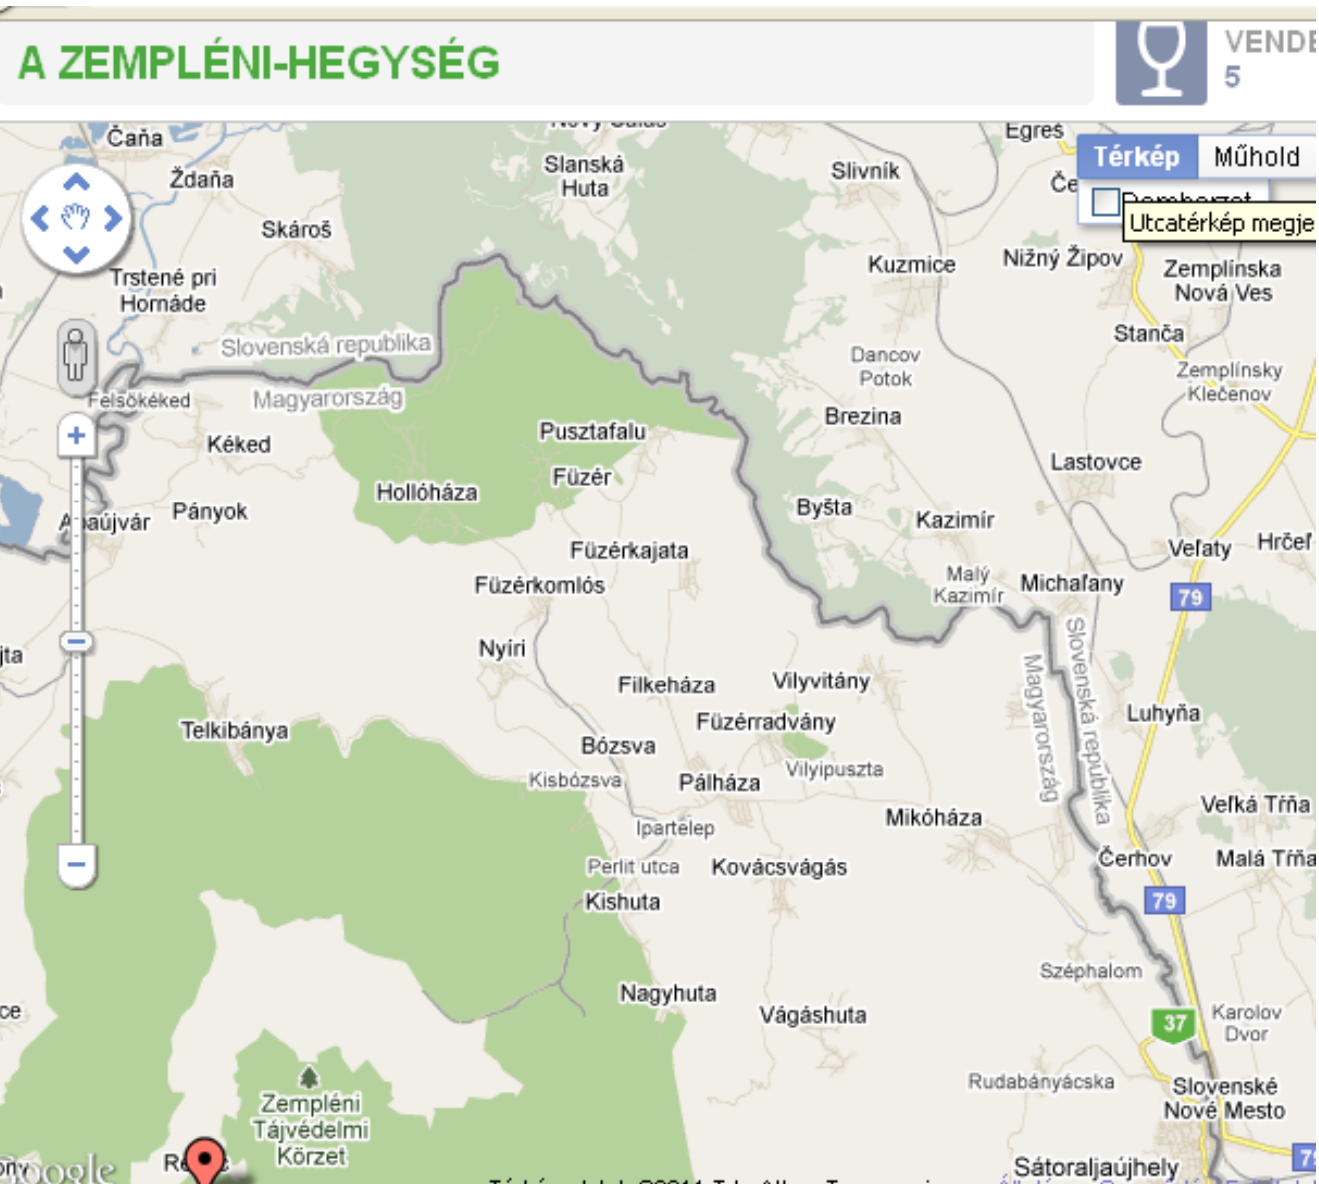 A ZEMPLÉNI-HEGYSÉG
5
Čaňa
Egreš
Térkép
Műhold
Slanská
Huta
Slivník
Ždaňa
Utcatérkép megje
Skároš
Kuzmice
Nižný Žipov
Zemplínska
Nová Ves
Trstené pri
Hornáde
Stanča
Slovenská republika
Dancov
Potok
Zemplínsky
Klečenov
Felsőkéked
Magyarország
Brezina
Pusztafalu
Kéked
Lastovce
Füzér
Hollóháza
Byšta
Pányok
Kazimír
Füzérkajata
Veľaty
Hrčeľ
Malý
Kazimír
Michaľany
Füzérkomlós
79
Nyíri
Slovenská republika
Magyarország
Filkeháza
Vilyvitány
Luhyňa
Füzérradvány
Telkibánya
Bózsva
Kisbózsva
Pálháza
Vilyipuszta
Veľká Tŕňa
Mikóháza
Ipartelep
Čerhov
Malá Tŕňa
Perlit utca
Kovácsvágás
Kishuta
79
Széphalom
Nagyhuta
Vágáshuta
37
Karolov
Dvor
Rudabányácska
Slovenské
Nové Mesto
Zempléni
Tájvédelmi
Körzet
Google
Sátoraljaújhely